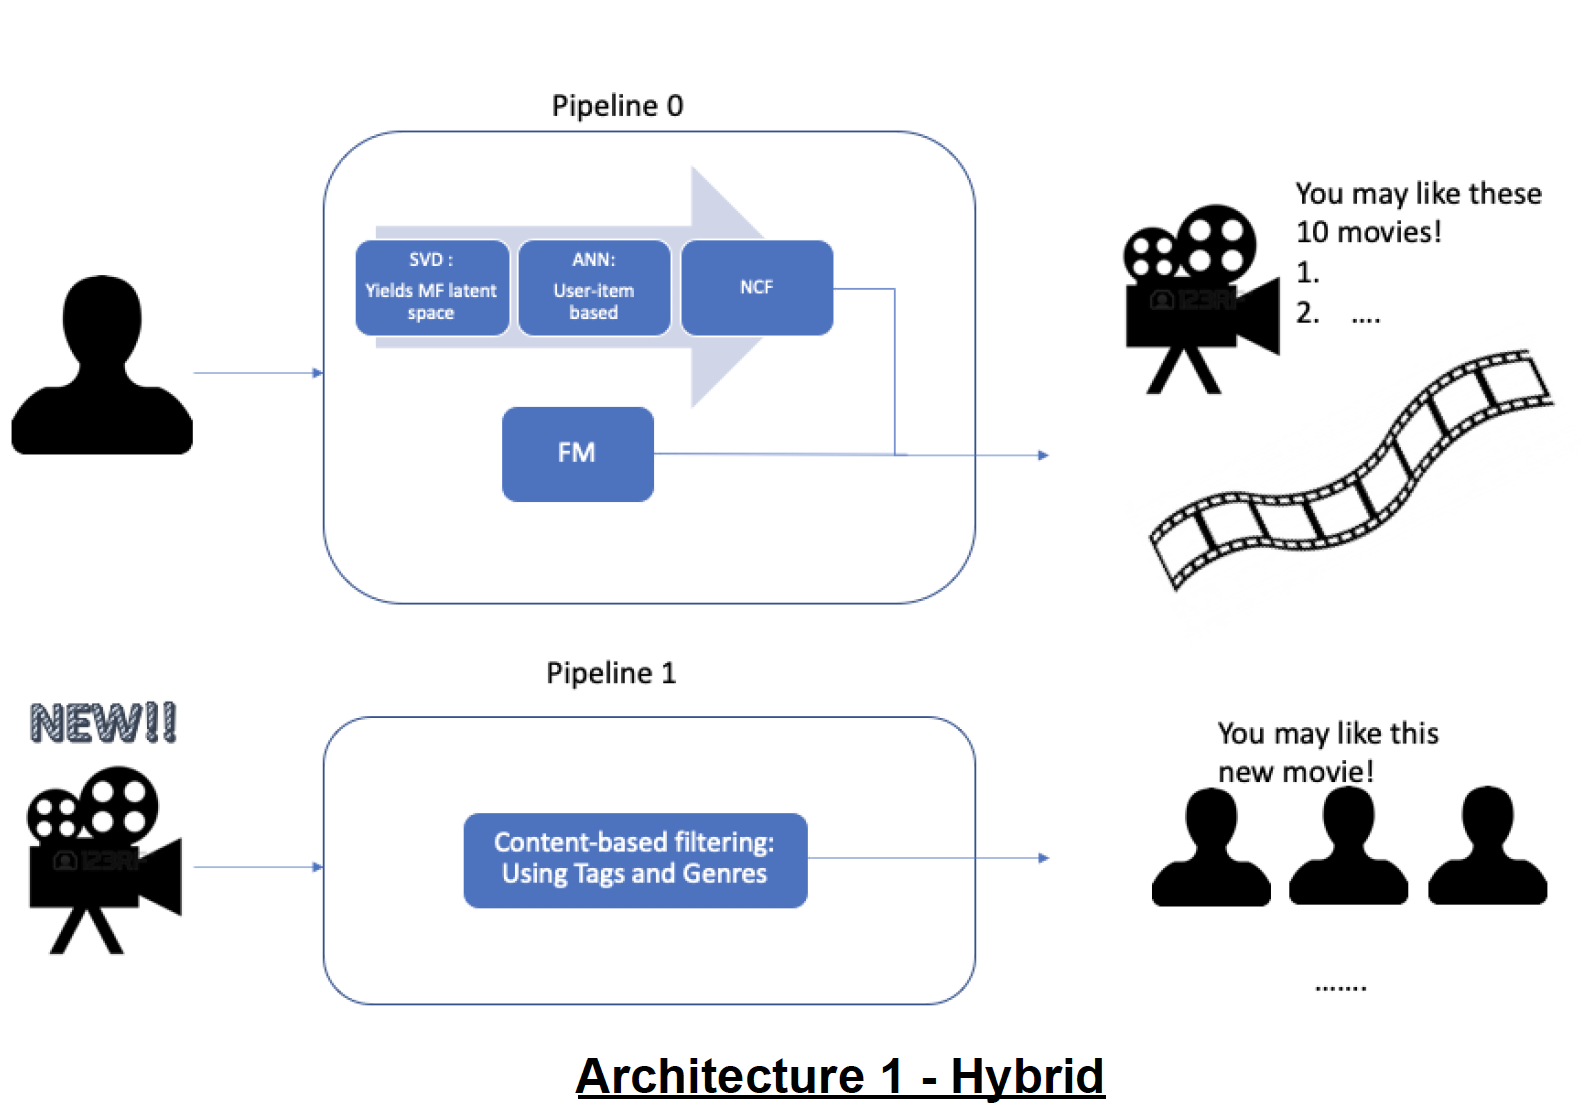 Pipeline 0
SVD :
Yields MF latent
space
ANN:
User-item
based
NCF
FM
You may like these
10 movies!
1.
2. ....
Pipeline 1
NEW!!
Content-based filtering:
Using Tags and Genres
You may like this
new movie!
.......
Architecture 1 - Hybrid